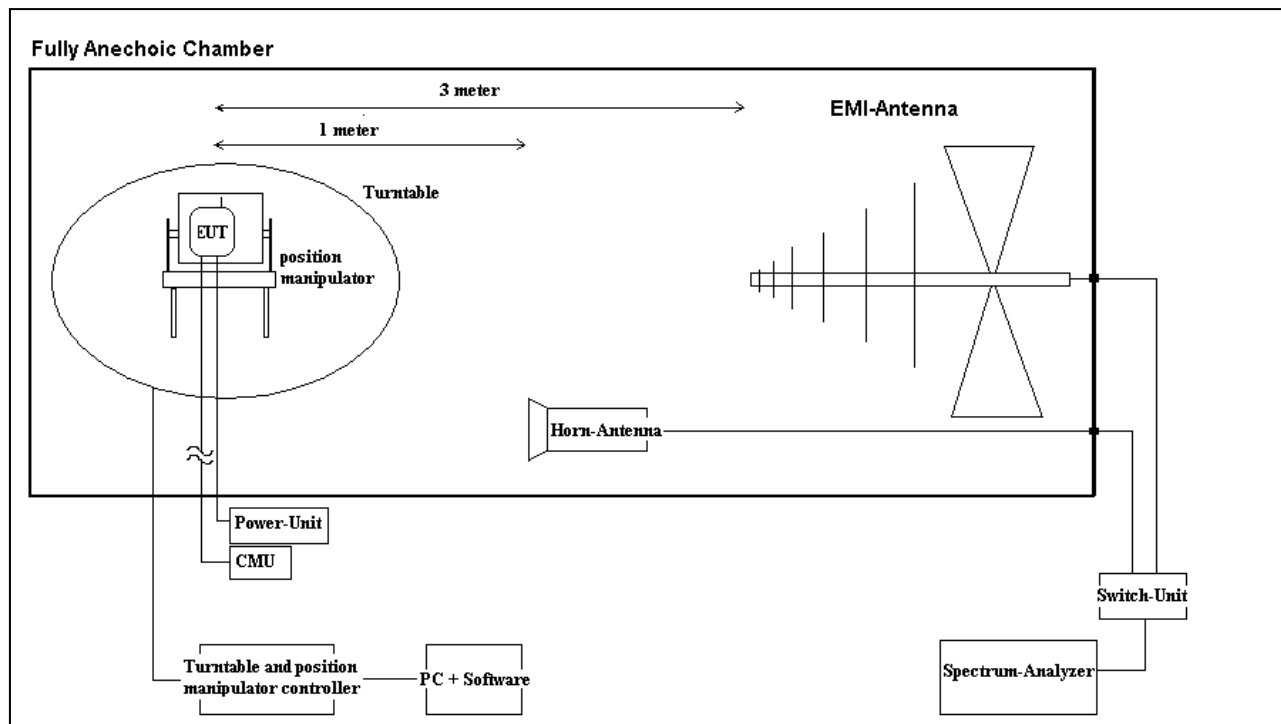 Fully Anechoic Chamber
3 meter
EMI-Antenna
1 meter
Turntable
EUT
position
manipulator
Horn-Antenna
Power-Unit
CMU
Switch-Unit
Turntable and position
manipulator controller
PC + Software
Spectrum-Analyzer